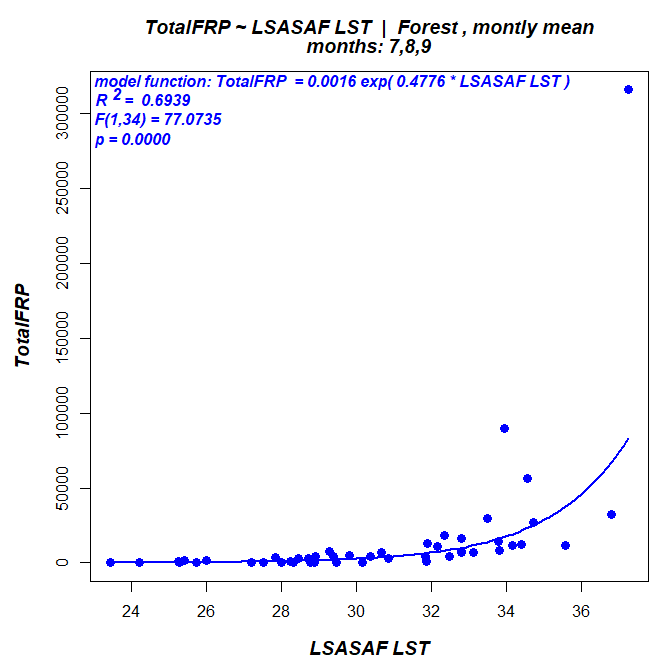 TotalFRP ~ LSASAF LST | Forest , montly mean
months: 7,8,9
model function: TotalFRP = 0.0016 exp( 0.4776 * LSASAF LST )
R 2 = 0.6939
F(1,34) = 77.0735
p = 0.0000
300000
250000
200000
150000
100000
50000
0
TotalFRP
24 26 28 30 32 34 36
LSASAF LST